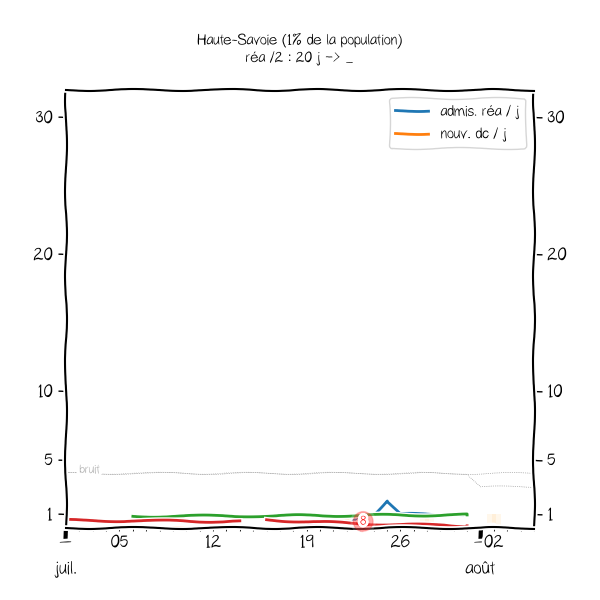 Haute-Savoie (1% de la population)
réa /2 : 20 j -> _
admis. réa / j
nouv. dc / j
30 30
20 20
10 10
5 5
bruit
1 1
8
05 12 19 26 02
juil. août